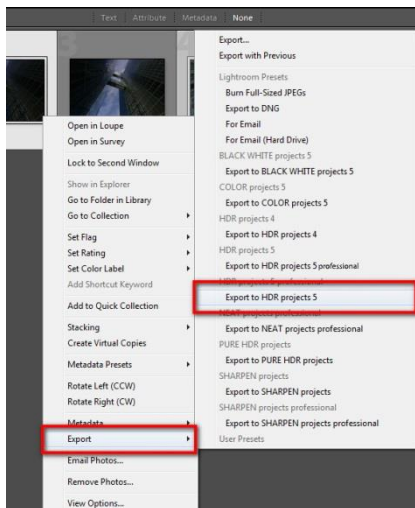 Text Attribute Metadata None
Open in Loupe
Open in Survey
Lock to Second Window
Show in Explorer
Go to Folder in Library
Go to Collection
Set Flag
Set Rating
Set Color Label
Add Shortcut Keyword
Add to Quick Collection
Stacking
Create Virtual Copies
Metadata Presets
Rotate Left (CCW)
Rotate Right (CW)
Metadata
Export
Email Photos...
Remove Photos...
View Options...
Export...
Export with Previous
Lightroom Presets
Burn Full-Sized JPEGs
Export to DNG
For Email
For Email (Hard Drive)
BLACK WHITE projects 5
Export to BLACK WHITE projects 5
COLOR projects 5
Export to COLOR projects 5
HDR projects 4
Export to HDR projects 4
HDR projects 5
Export to HDR projects 5 professional
HDR projects 5 professional
Export to HDR projects 5
NEAT projects professional
Export to NEAT projects professional
PURE HDR projects
Export to PURE HDR projects
SHARPEN projects
Export to SHARPEN projects
SHARPEN projects professional
Export to SHARPEN projects professional
User Presets